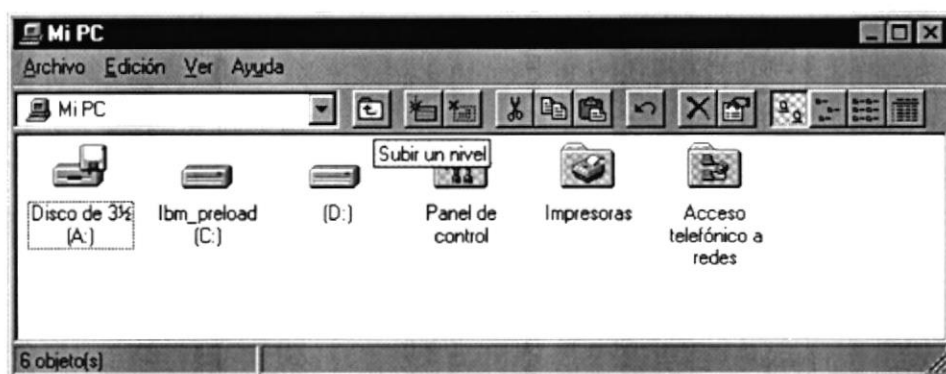 Mi PC
Archivo Edición Ver Ayuda
Mi PC
Subir un nivel
Disco de 3½ (A:)
Ibm_preload (C:)
(D:)
Panel de control
Impresoras
Acceso telefónico a redes
6 objeto(s)